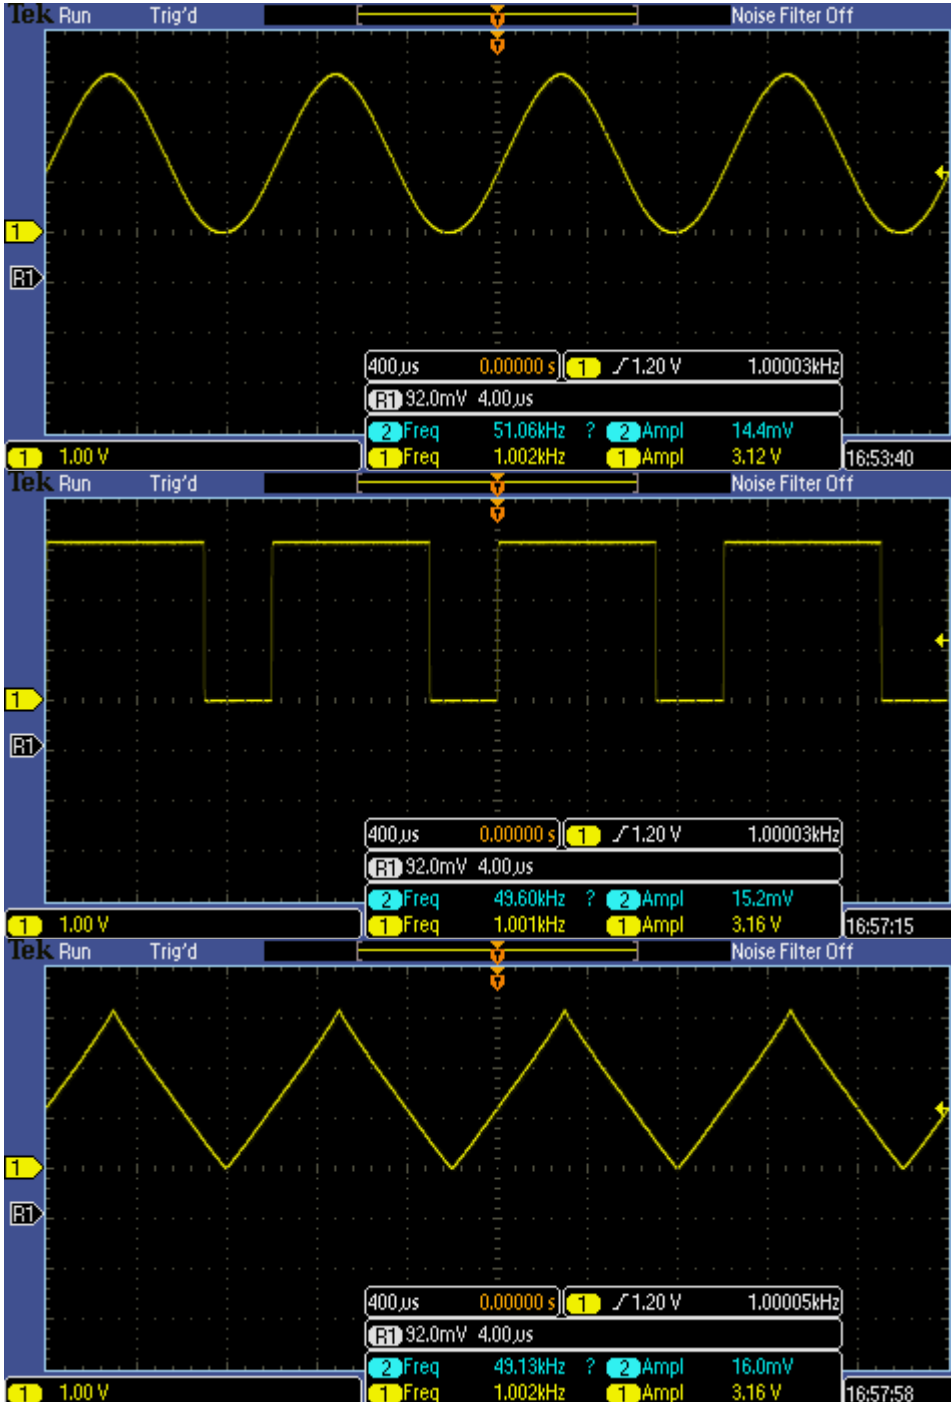 Tek Run Trig'd Noise Filter Off
1
R1
400µs 0.00000 s 1 1.20 V 1.00003kHz
R1 92.0mV 4.00µs
2 Freq 51.06kHz ? 2 Ampl 14.4mV
1 1.00 V 1 Freq 1.002kHz 1 Ampl 3.12 V 16:53:40
Tek Run Trig'd Noise Filter Off
1
R1
400µs 0.00000 s 1 1.20 V 1.00003kHz
R1 92.0mV 4.00µs
2 Freq 49.60kHz ? 2 Ampl 15.2mV
1 1.00 V 1 Freq 1.001kHz 1 Ampl 3.16 V 16:57:15
Tek Run Trig'd Noise Filter Off
1
R1
400µs 0.00000 s 1 1.20 V 1.00005kHz
R1 92.0mV 4.00µs
2 Freq 49.13kHz ? 2 Ampl 16.0mV
1 1.00 V 1 Freq 1.002kHz 1 Ampl 3.16 V 16:57:58